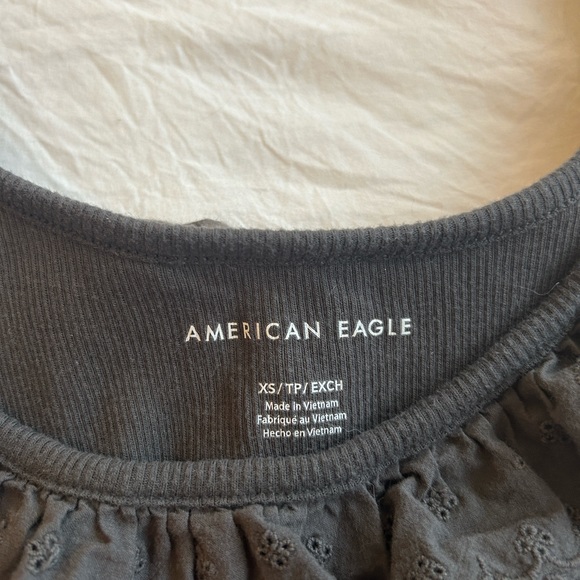 AMERICAN EAGLE
XS/TP/EXCH
Made in Vietnam
Fabriqué au Vietnam
Hecho en Vietnam